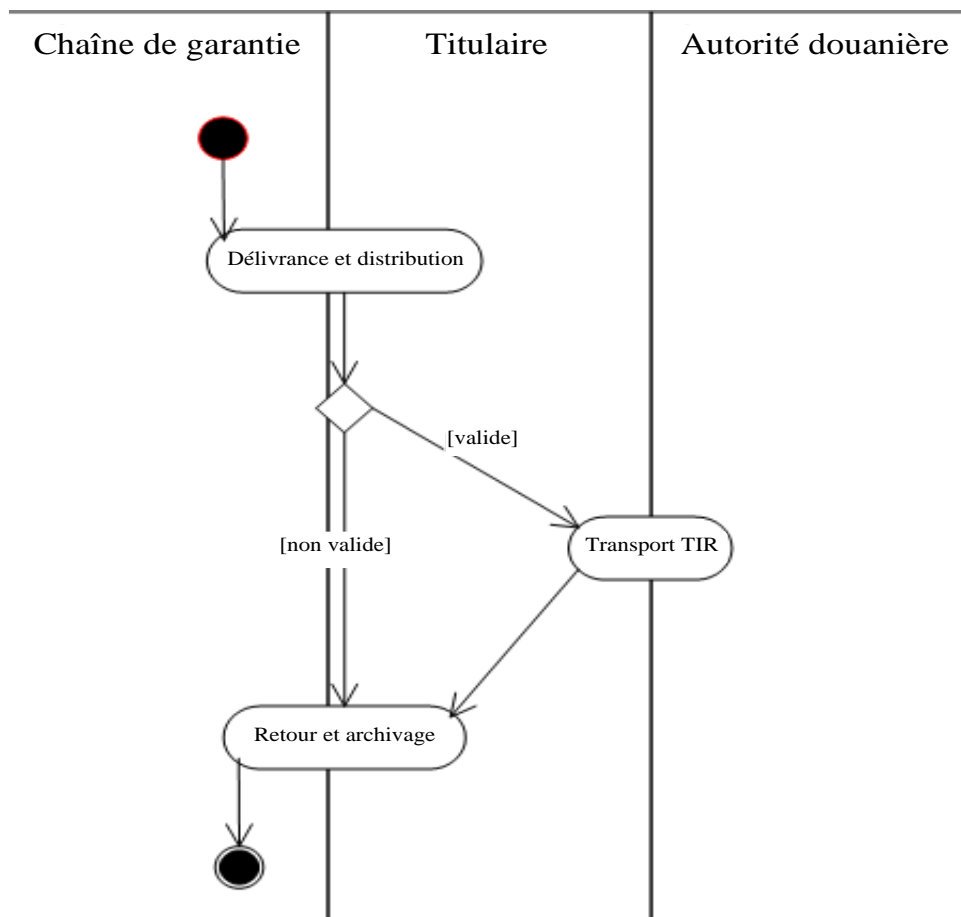 Chaîne de garantie
Titulaire
Autorité douanière
Délivrance et distribution
[valide]
[non valide]
Transport TIR
Retour et archivage